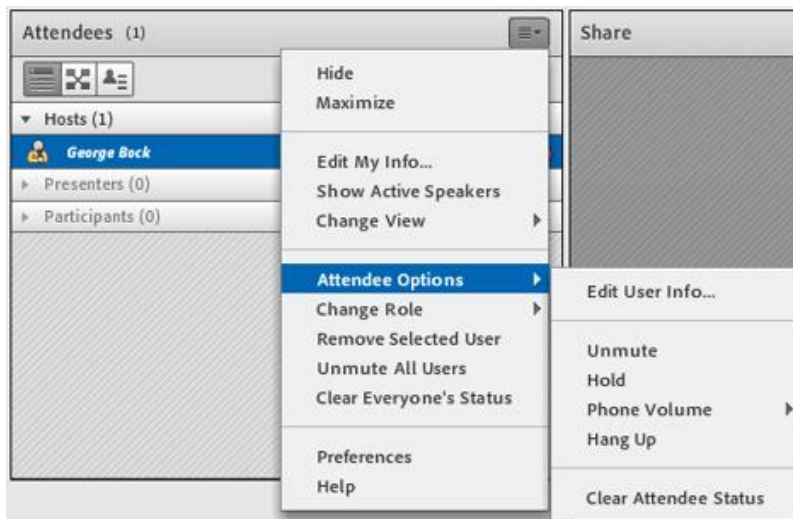 Attendees (1)
Share
Hide
Maximize
Hosts (1)
George Bock
Edit My Info...
Presenters (0)
Show Active Speakers
Participants (0)
Change View
Attendee Options
Change Role
Remove Selected User
Unmute All Users
Clear Everyone's Status
Preferences
Help
Edit User Info...
Unmute
Hold
Phone Volume
Hang Up
Clear Attendee Status